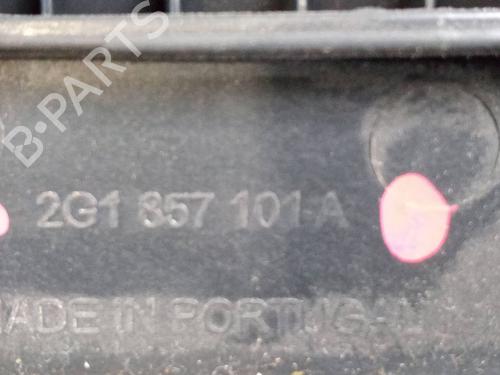 B-PARTS
2G1 857 101 A
MADE IN PORTUGAL